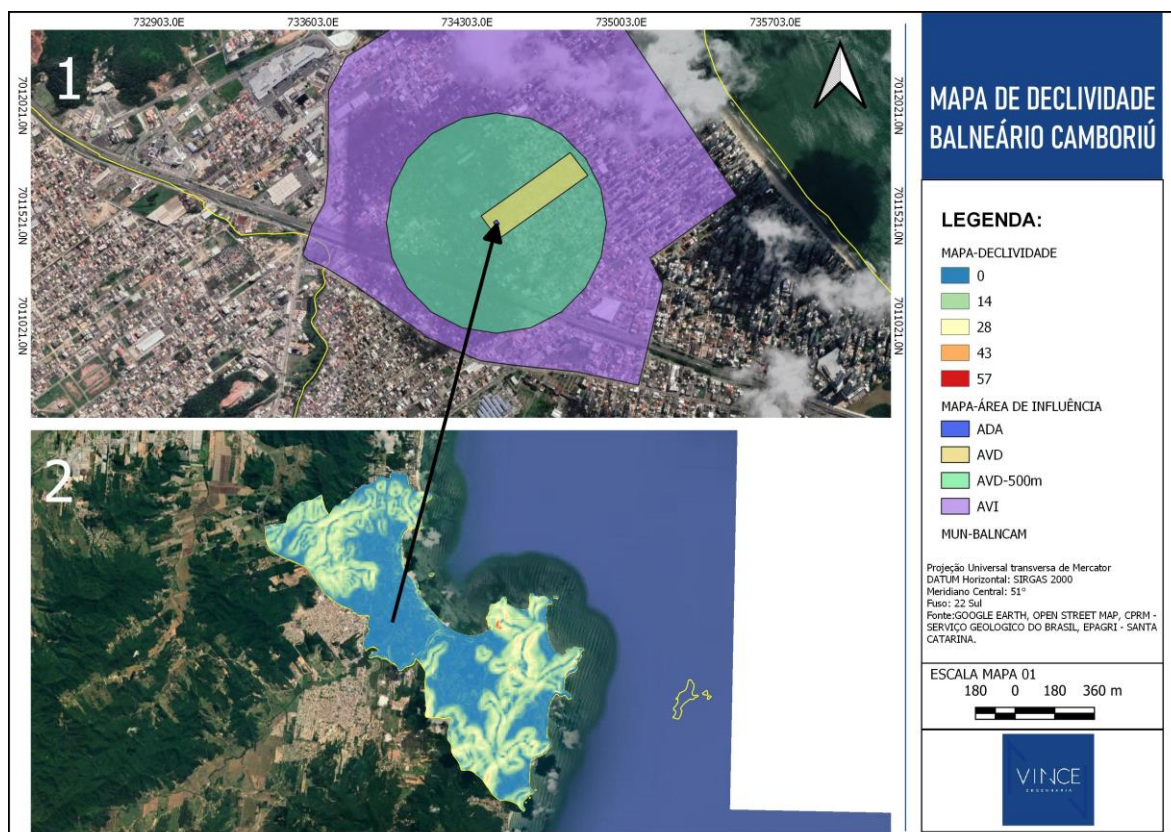 732903.0E 733603.0E 734303.0E 735003.0E 735703.0E
1
7012021.0N 7011521.0N 7011021.0N
7012021.0N 7011521.0N 7011021.0N
2
MAPA DE DECLIVIDADE
BALNEÁRIO CAMBORIÚ
LEGENDA:
MAPA-DECLIVIDADE
0
14
28
43
57
MAPA-ÁREA DE INFLUÊNCIA
ADA
AVD
AVD-500m
AVI
MUN-BALNCAM
Projeção Universal transversa de Mercator
DATUM Horizontal: SIRGAS 2000
Meridiano Central: 51°
Fuso: 22 Sul
Fonte:GOOGLE EARTH, OPEN STREET MAP, CPRM -
SERVIÇO GEOLOGICO DO BRASIL, EPAGRI - SANTA
CATARINA.
ESCALA MAPA 01
180 0 180 360 m
VINCE
ENGENHARIA